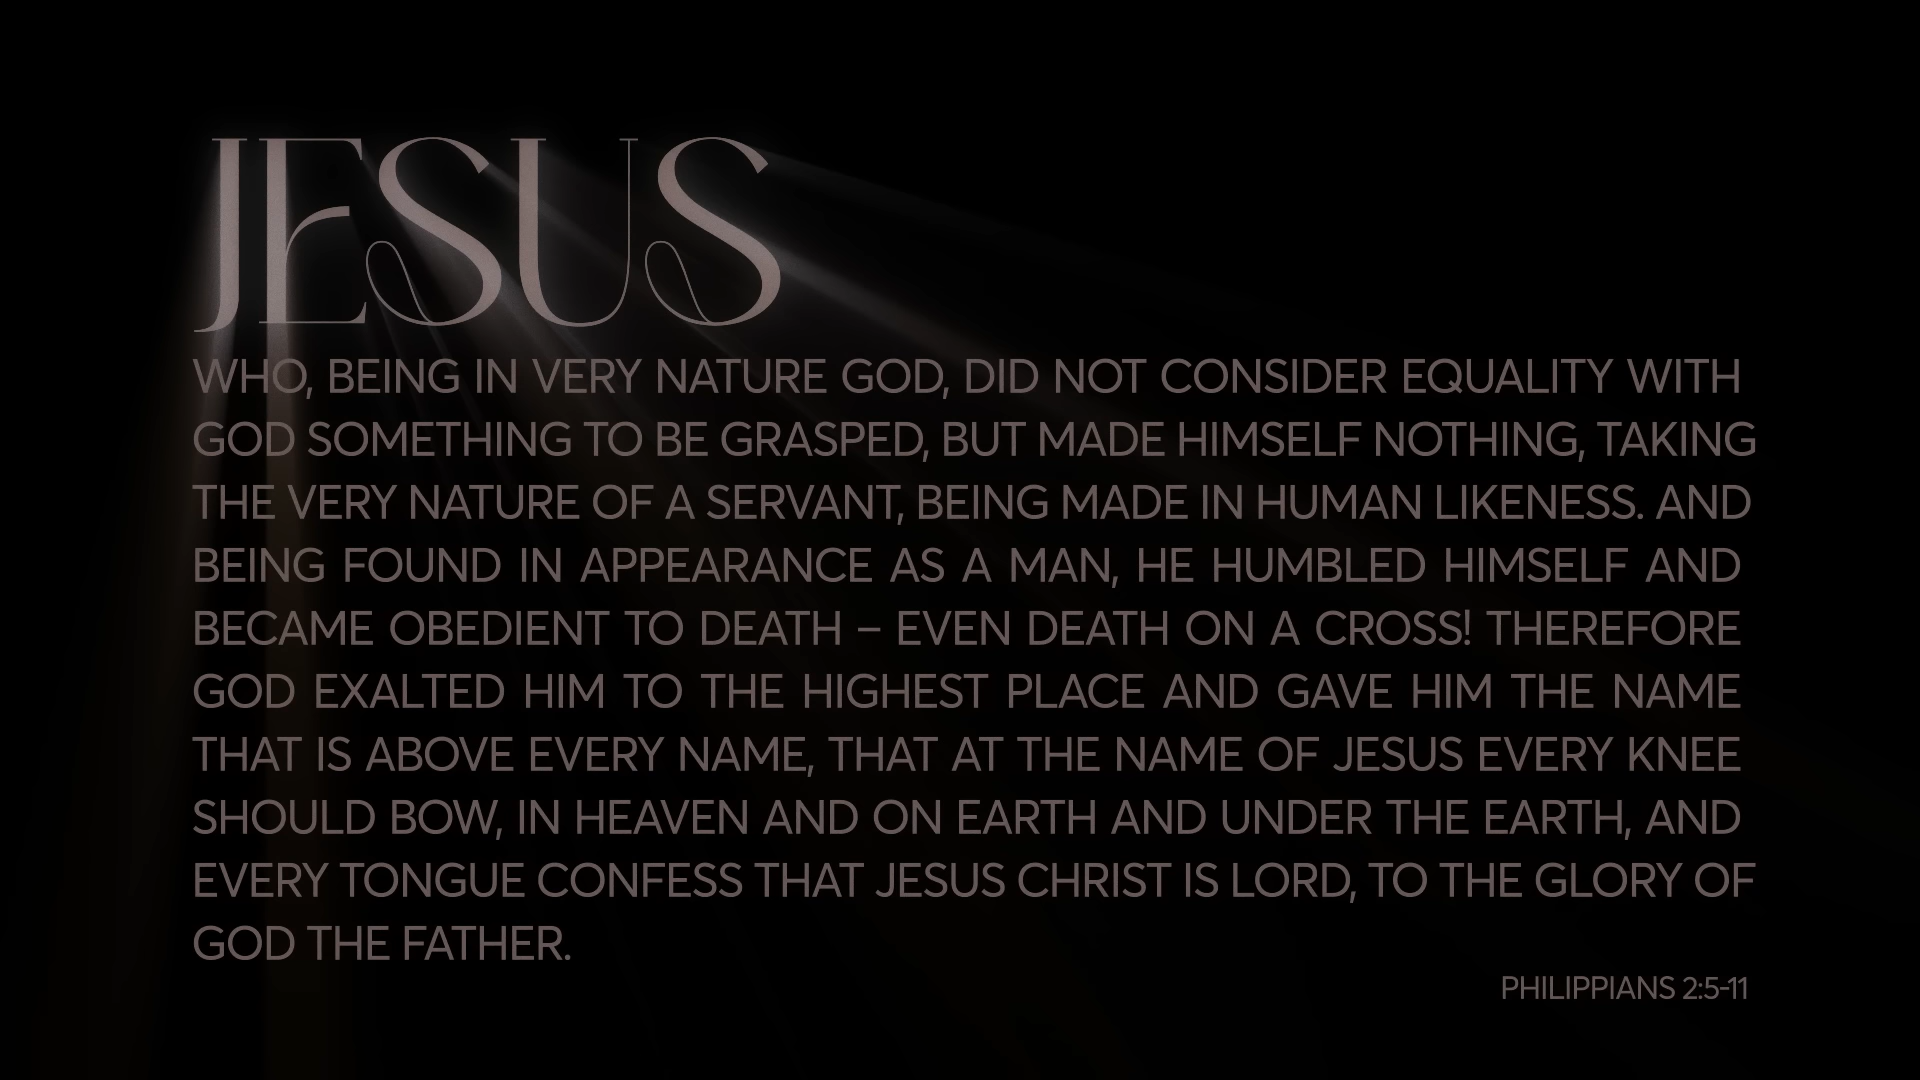 JESUS
WHO, BEING IN VERY NATURE GOD, DID NOT CONSIDER EQUALITY WITH
GOD SOMETHING TO BE GRASPED, BUT MADE HIMSELF NOTHING, TAKING
THE VERY NATURE OF A SERVANT, BEING MADE IN HUMAN LIKENESS. AND
BEING FOUND IN APPEARANCE AS A MAN, HE HUMBLED HIMSELF AND
BECAME OBEDIENT TO DEATH – EVEN DEATH ON A CROSS! THEREFORE
GOD EXALTED HIM TO THE HIGHEST PLACE AND GAVE HIM THE NAME
THAT IS ABOVE EVERY NAME, THAT AT THE NAME OF JESUS EVERY KNEE
SHOULD BOW, IN HEAVEN AND ON EARTH AND UNDER THE EARTH, AND
EVERY TONGUE CONFESS THAT JESUS CHRIST IS LORD, TO THE GLORY OF
GOD THE FATHER.
PHILIPPIANS 2:5-11